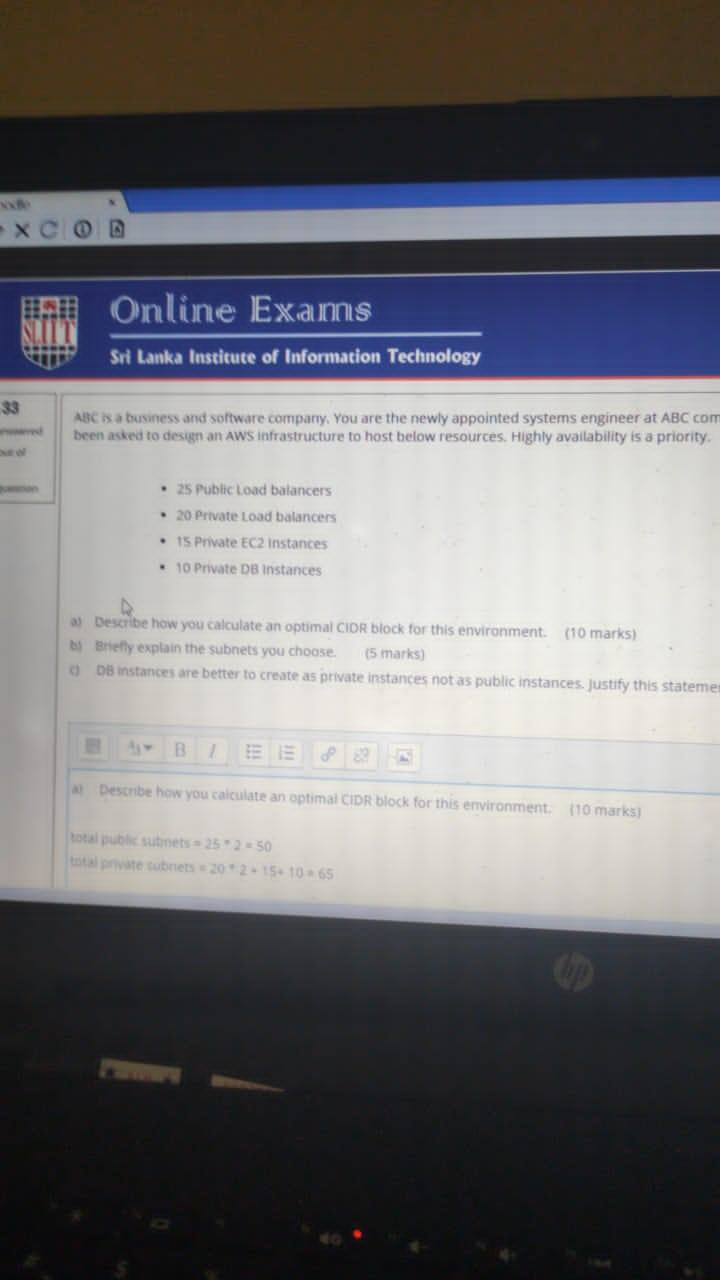 Online Exams
SLIIT
Sri Lanka Institute of Information Technology
33
out of
question
ABC is a business and software company. You are the newly appointed systems engineer at ABC com
been asked to design an AWS infrastructure to host below resources. Highly availability is a priority.
• 25 Public Load balancers
• 20 Private Load balancers
• 15 Private EC2 Instances
• 10 Private DB Instances
a) Describe how you calculate an optimal CIDR block for this environment. (10 marks)
b) Briefly explain the subnets you choose. (5 marks)
c) DB instances are better to create as private instances not as public instances. Justify this stateme
B I
a) Describe how you calculate an optimal CIDR block for this environment. (10 marks)
total public subnets = 25 * 2 = 50
total private subnets = 20 * 2 + 15+ 10 = 65
hp